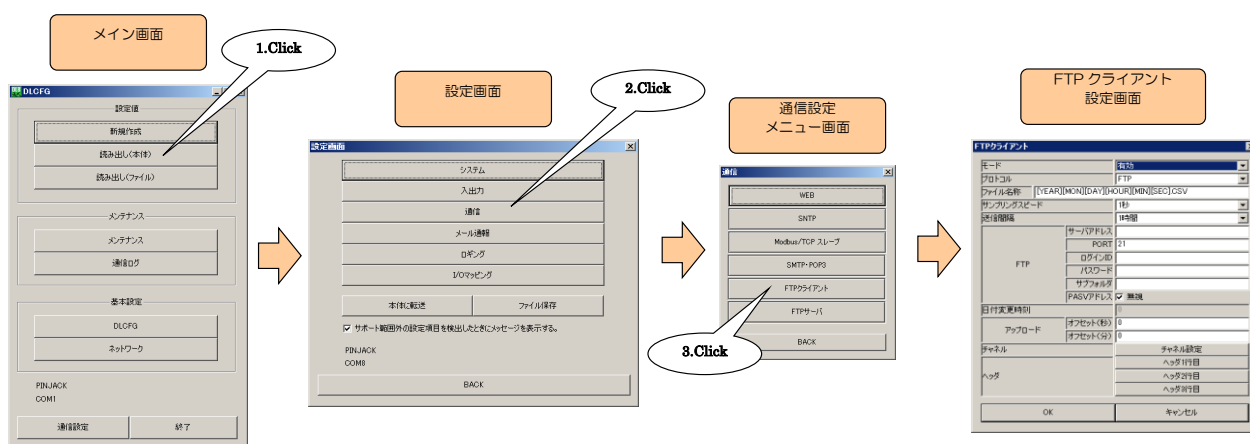 メイン画面
1.Click
DLCFG
設定値
新規作成
読み出し(本体)
読み出し(ファイル)
メンテナンス
メンテナンス
通信ログ
基本設定
DLCFG
ネットワーク
PINJACK
COM1
通信設定
終了
設定画面
2.Click
設定画面
システム
入出力
通信
メール通報
ロギング
I/Oマッピング
本体に転送
ファイル保存
サポート範囲外の設定項目を検出したときにメッセージを表示する。
PINJACK
COM8
BACK
通信設定
メニュー画面
通信
WEB
SNTP
Modbus/TCP スレーブ
SMTP・POP3
FTPクライアント
FTPサーバ
BACK
3.Click
FTP クライアント
設定画面
FTPクライアント
モード 有効
プロトコル FTP
ファイル名称 [YEAR][MON][DAY][HOUR][MIN][SEC].CSV
サンプリングスピード 1秒
送信間隔 1時間
FTP
サーバアドレス
PORT 21
ログインID
パスワード
サブフォルダ
PASVアドレス 無視
日付変更時刻 0
アップロード
オフセット(秒) 0
オフセット(分) 0
チャネル チャネル設定
ヘッダ
ヘッダ1行目
ヘッダ2行目
ヘッダ3行目
OK
キャンセル